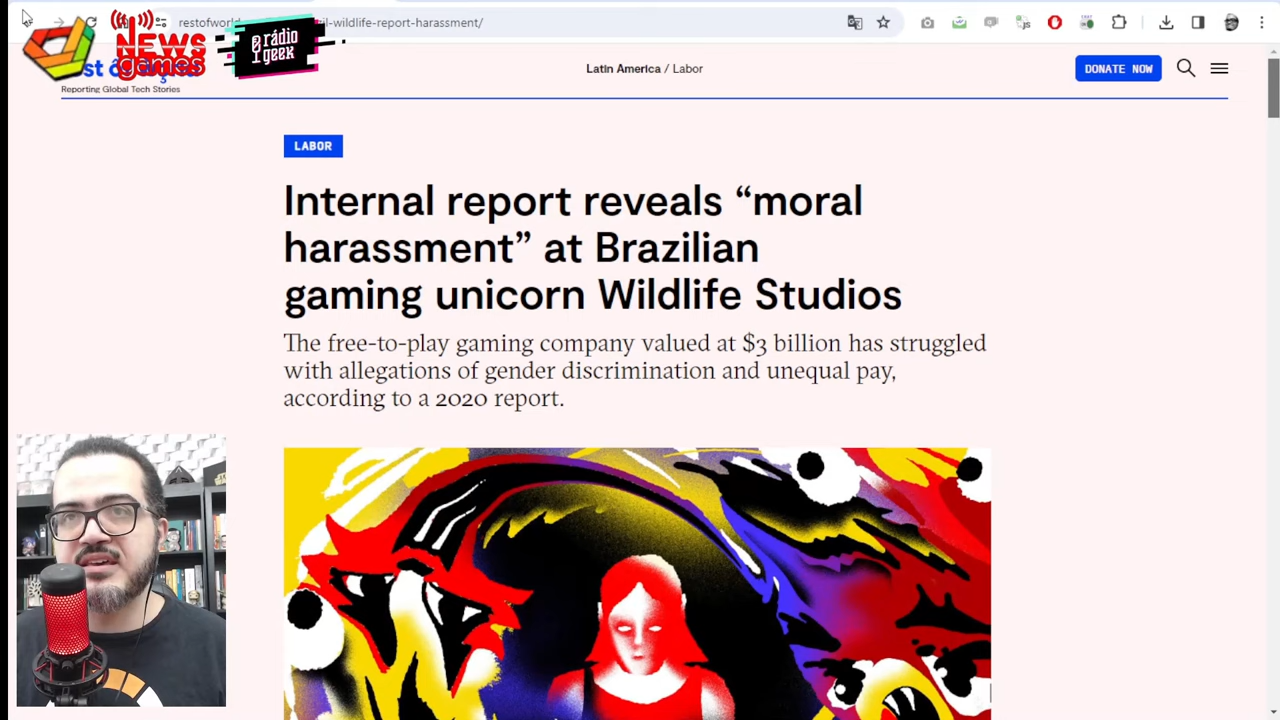 restofworld
il-wildlife-report-harassment/
NEWS
games
rádio
geek
Reporting Global Tech Stories
Latin America / Labor
DONATE NOW
LABOR
Internal report reveals “moral
harassment” at Brazilian
gaming unicorn Wildlife Studios
The free-to-play gaming company valued at $3 billion has struggled
with allegations of gender discrimination and unequal pay,
according to a 2020 report.